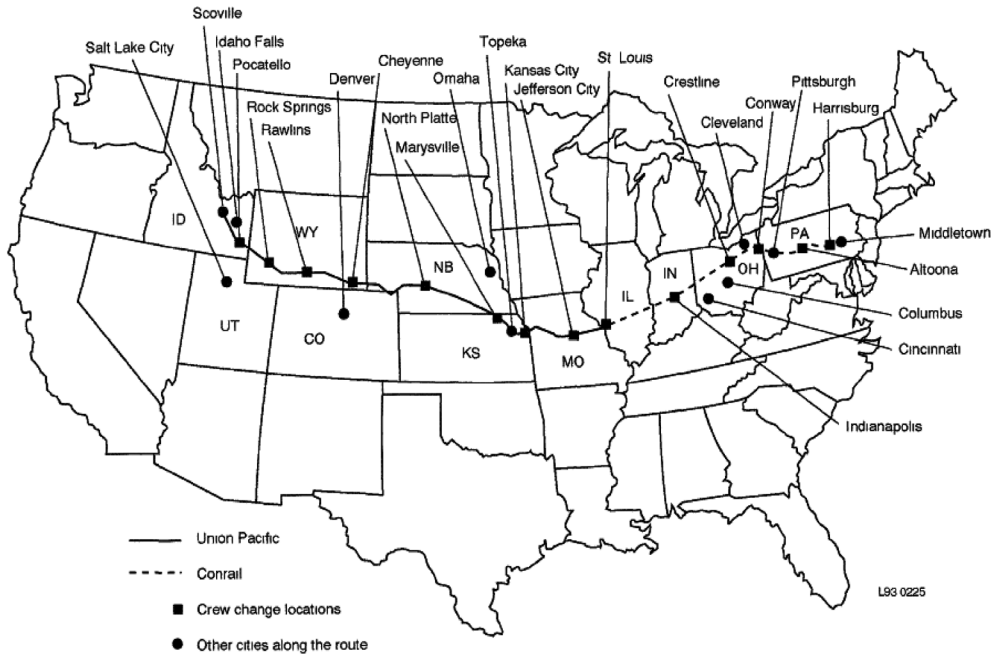 Scoville
Idaho Falls
Salt Lake City
Pocatello
Cheyenne
Denver
Rock Springs
Rawlins
Topeka
Omaha
North Platte
Marysville
Kansas City
Jefferson City
St Louis
Crestline
Cleveland
Pittsburgh
Conway
Harrisburg
ID
WY
NB
UT
CO
KS
MO
IL
IN
OH
PA
Middletown
Altoona
Columbus
Cincinnati
Indianapolis
Union Pacific
Conrail
Crew change locations
Other cities along the route
L93 0225